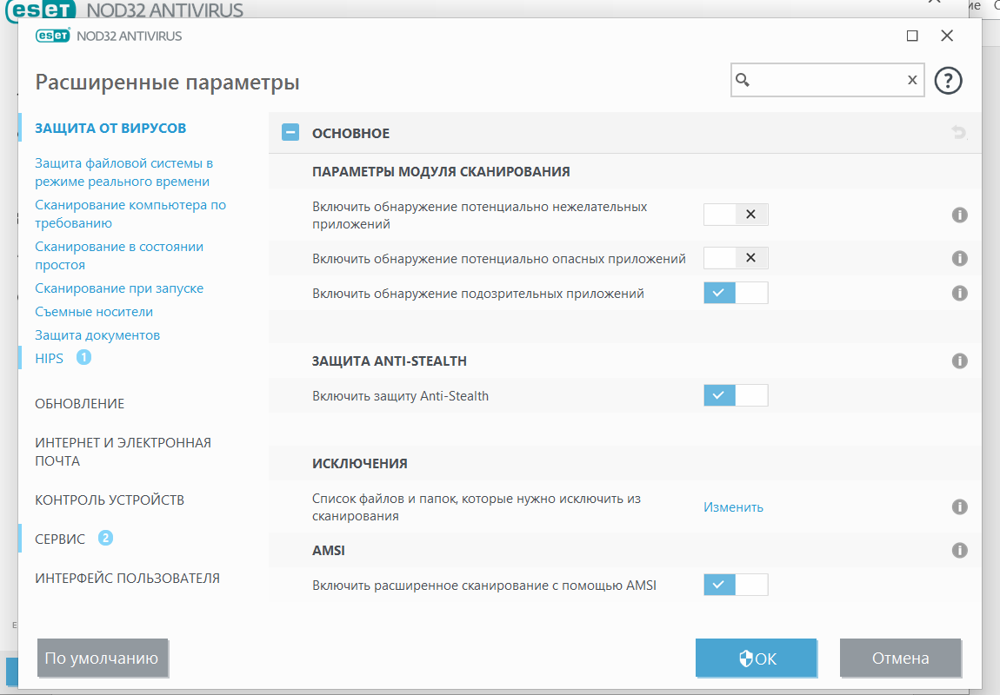 eset NOD32 ANTIVIRUS
ие
eset NOD32 ANTIVIRUS
Расширенные параметры
x
?
ЗАЩИТА ОТ ВИРУСОВ
Защита файловой системы в
режиме реального времени
Сканирование компьютера по
требованию
Сканирование в состоянии
простоя
Сканирование при запуске
Съемные носители
Защита документов
HIPS 1
ОБНОВЛЕНИЕ
ИНТЕРНЕТ И ЭЛЕКТРОННАЯ
ПОЧТА
КОНТРОЛЬ УСТРОЙСТВ
СЕРВИС 2
ИНТЕРФЕЙС ПОЛЬЗОВАТЕЛЯ
ОСНОВНОЕ
ПАРАМЕТРЫ МОДУЛЯ СКАНИРОВАНИЯ
Включить обнаружение потенциально нежелательных
приложений
Включить обнаружение потенциально опасных приложений
Включить обнаружение подозрительных приложений
ЗАЩИТА ANTI-STEALTH
Включить защиту Anti-Stealth
ИСКЛЮЧЕНИЯ
Список файлов и папок, которые нужно исключить из
сканирования
Изменить
AMSI
Включить расширенное сканирование с помощью AMSI
По умолчанию
OK
Отмена